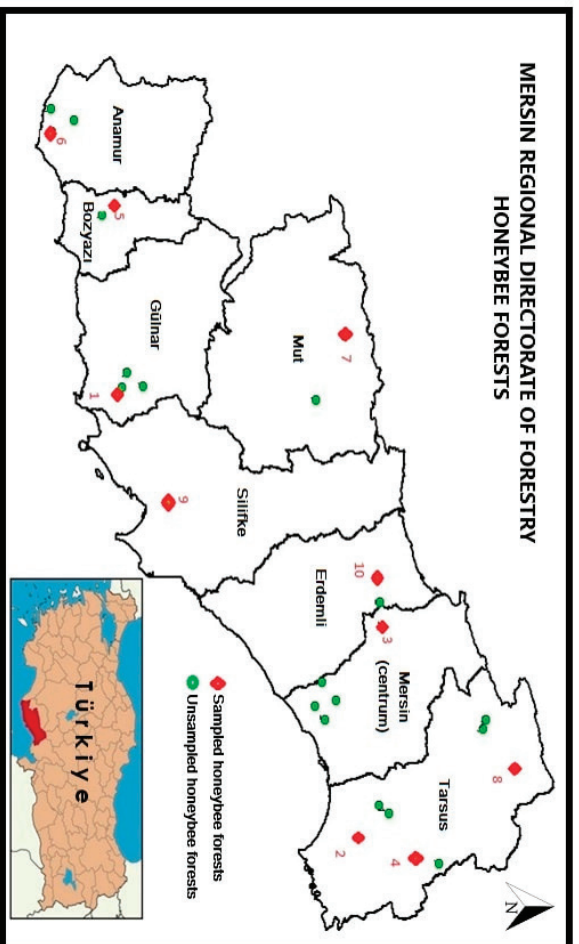 MERSIN REGIONAL DIRECTORATE OF FORESTRY
HONEYBEE FORESTS
Anamur
6
Bozyazı
5
Gülnar
1
Mut
7
Silifke
9
Erdemli
10
Mersin
(centrum)
3
Tarsus
8
2
4
N
Sampled honeybee forests
Unsampled honeybee forests
Türkiye